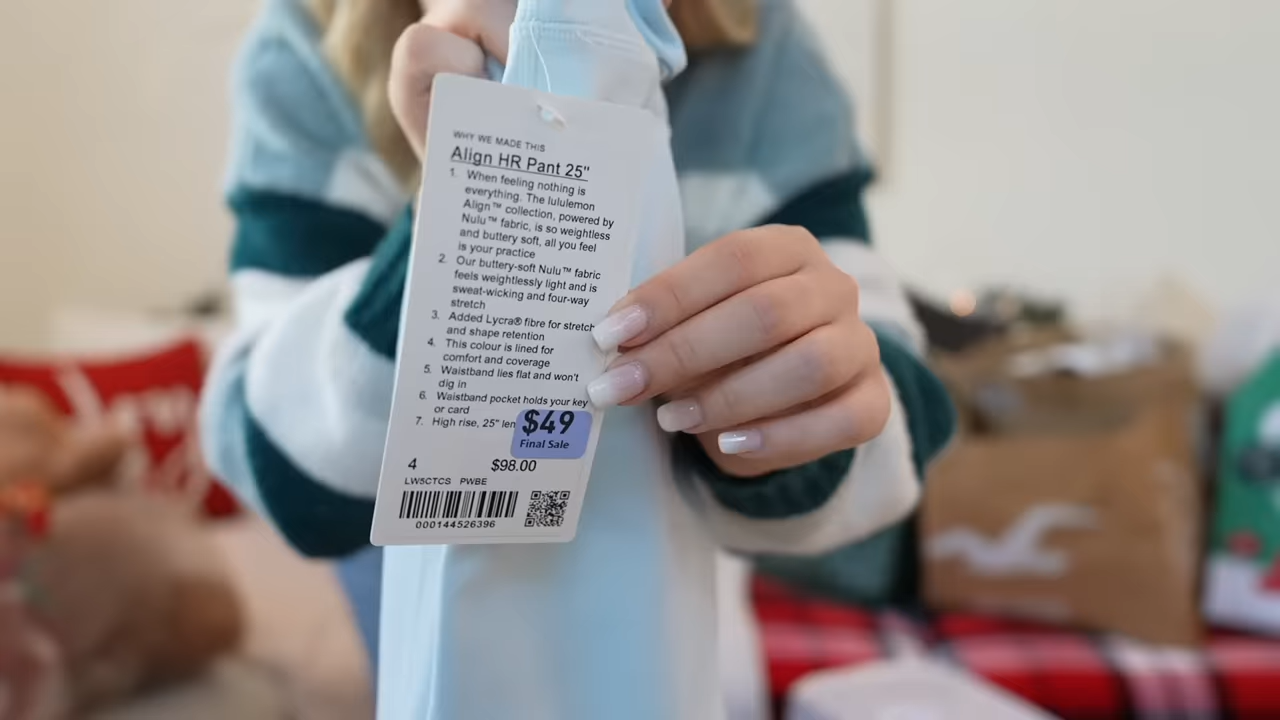 WHY WE MADE THIS
Align HR Pant 25"
1. When feeling nothing is
everything. The lululemon
Align™ collection, powered by
Nulu™ fabric, is so weightless
and buttery soft, all you feel
is your practice
2. Our buttery-soft Nulu™ fabric
feels weightlessly light and is
sweat-wicking and four-way
stretch
3. Added Lycra® fibre for stretch
and shape retention
4. This colour is lined for
comfort and coverage
5. Waistband lies flat and won't
dig in
6. Waistband pocket holds your key
or card
7. High rise, 25" len
$49
Final Sale
4 $98.00
LW5CTCS PWBE
000144526396